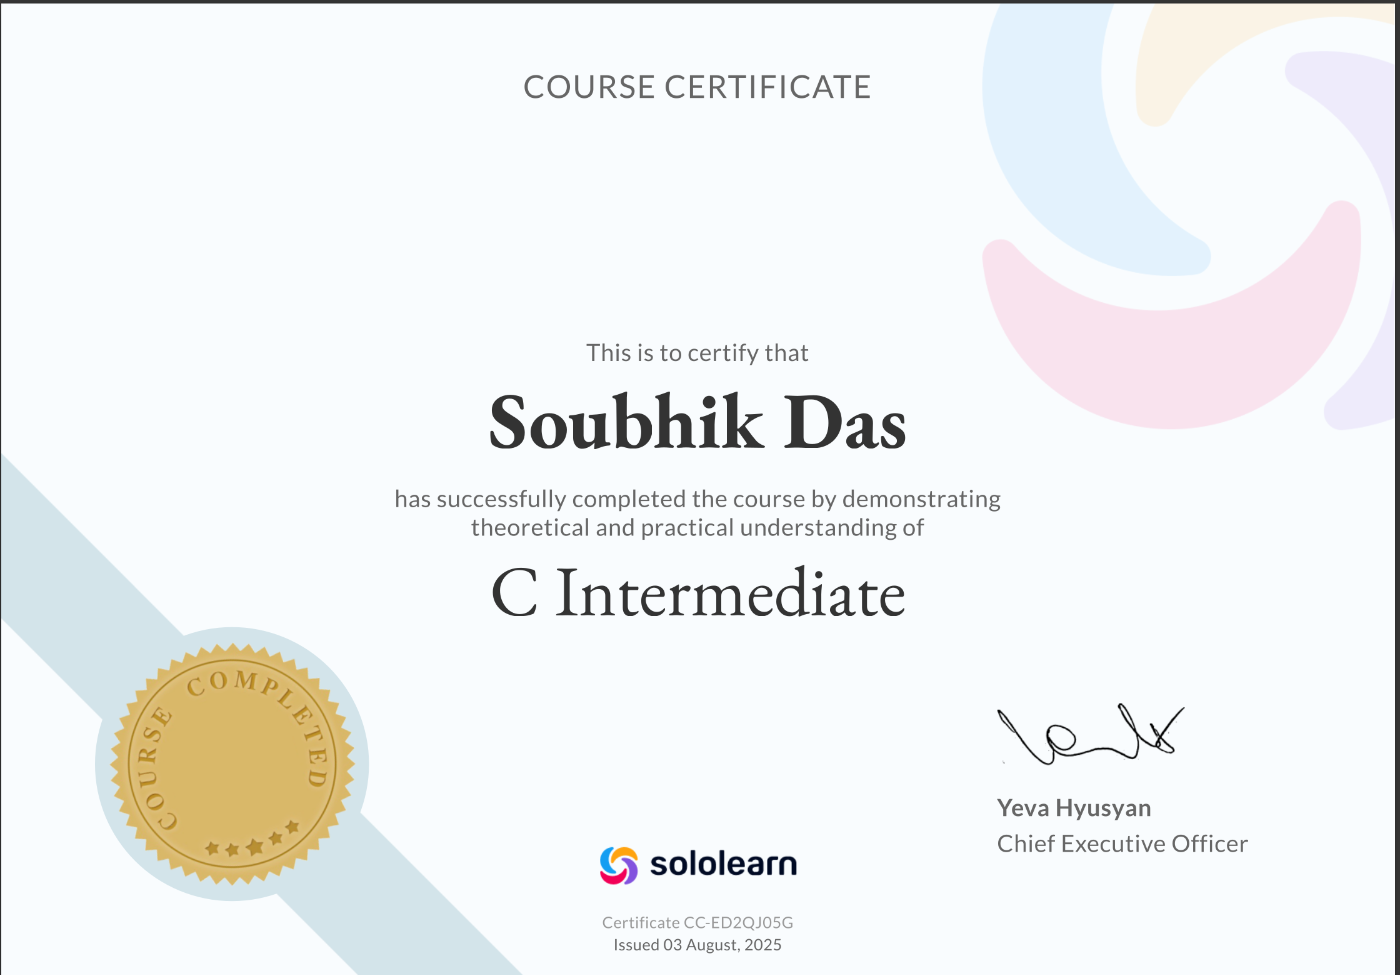 COURSE CERTIFICATE
This is to certify that
Soubhik Das
has successfully completed the course by demonstrating
theoretical and practical understanding of
C Intermediate
COURSE COMPLETED
Yeva Hyusyan
Chief Executive Officer
sololearn
Certificate CC-ED2QJ05G
Issued 03 August, 2025